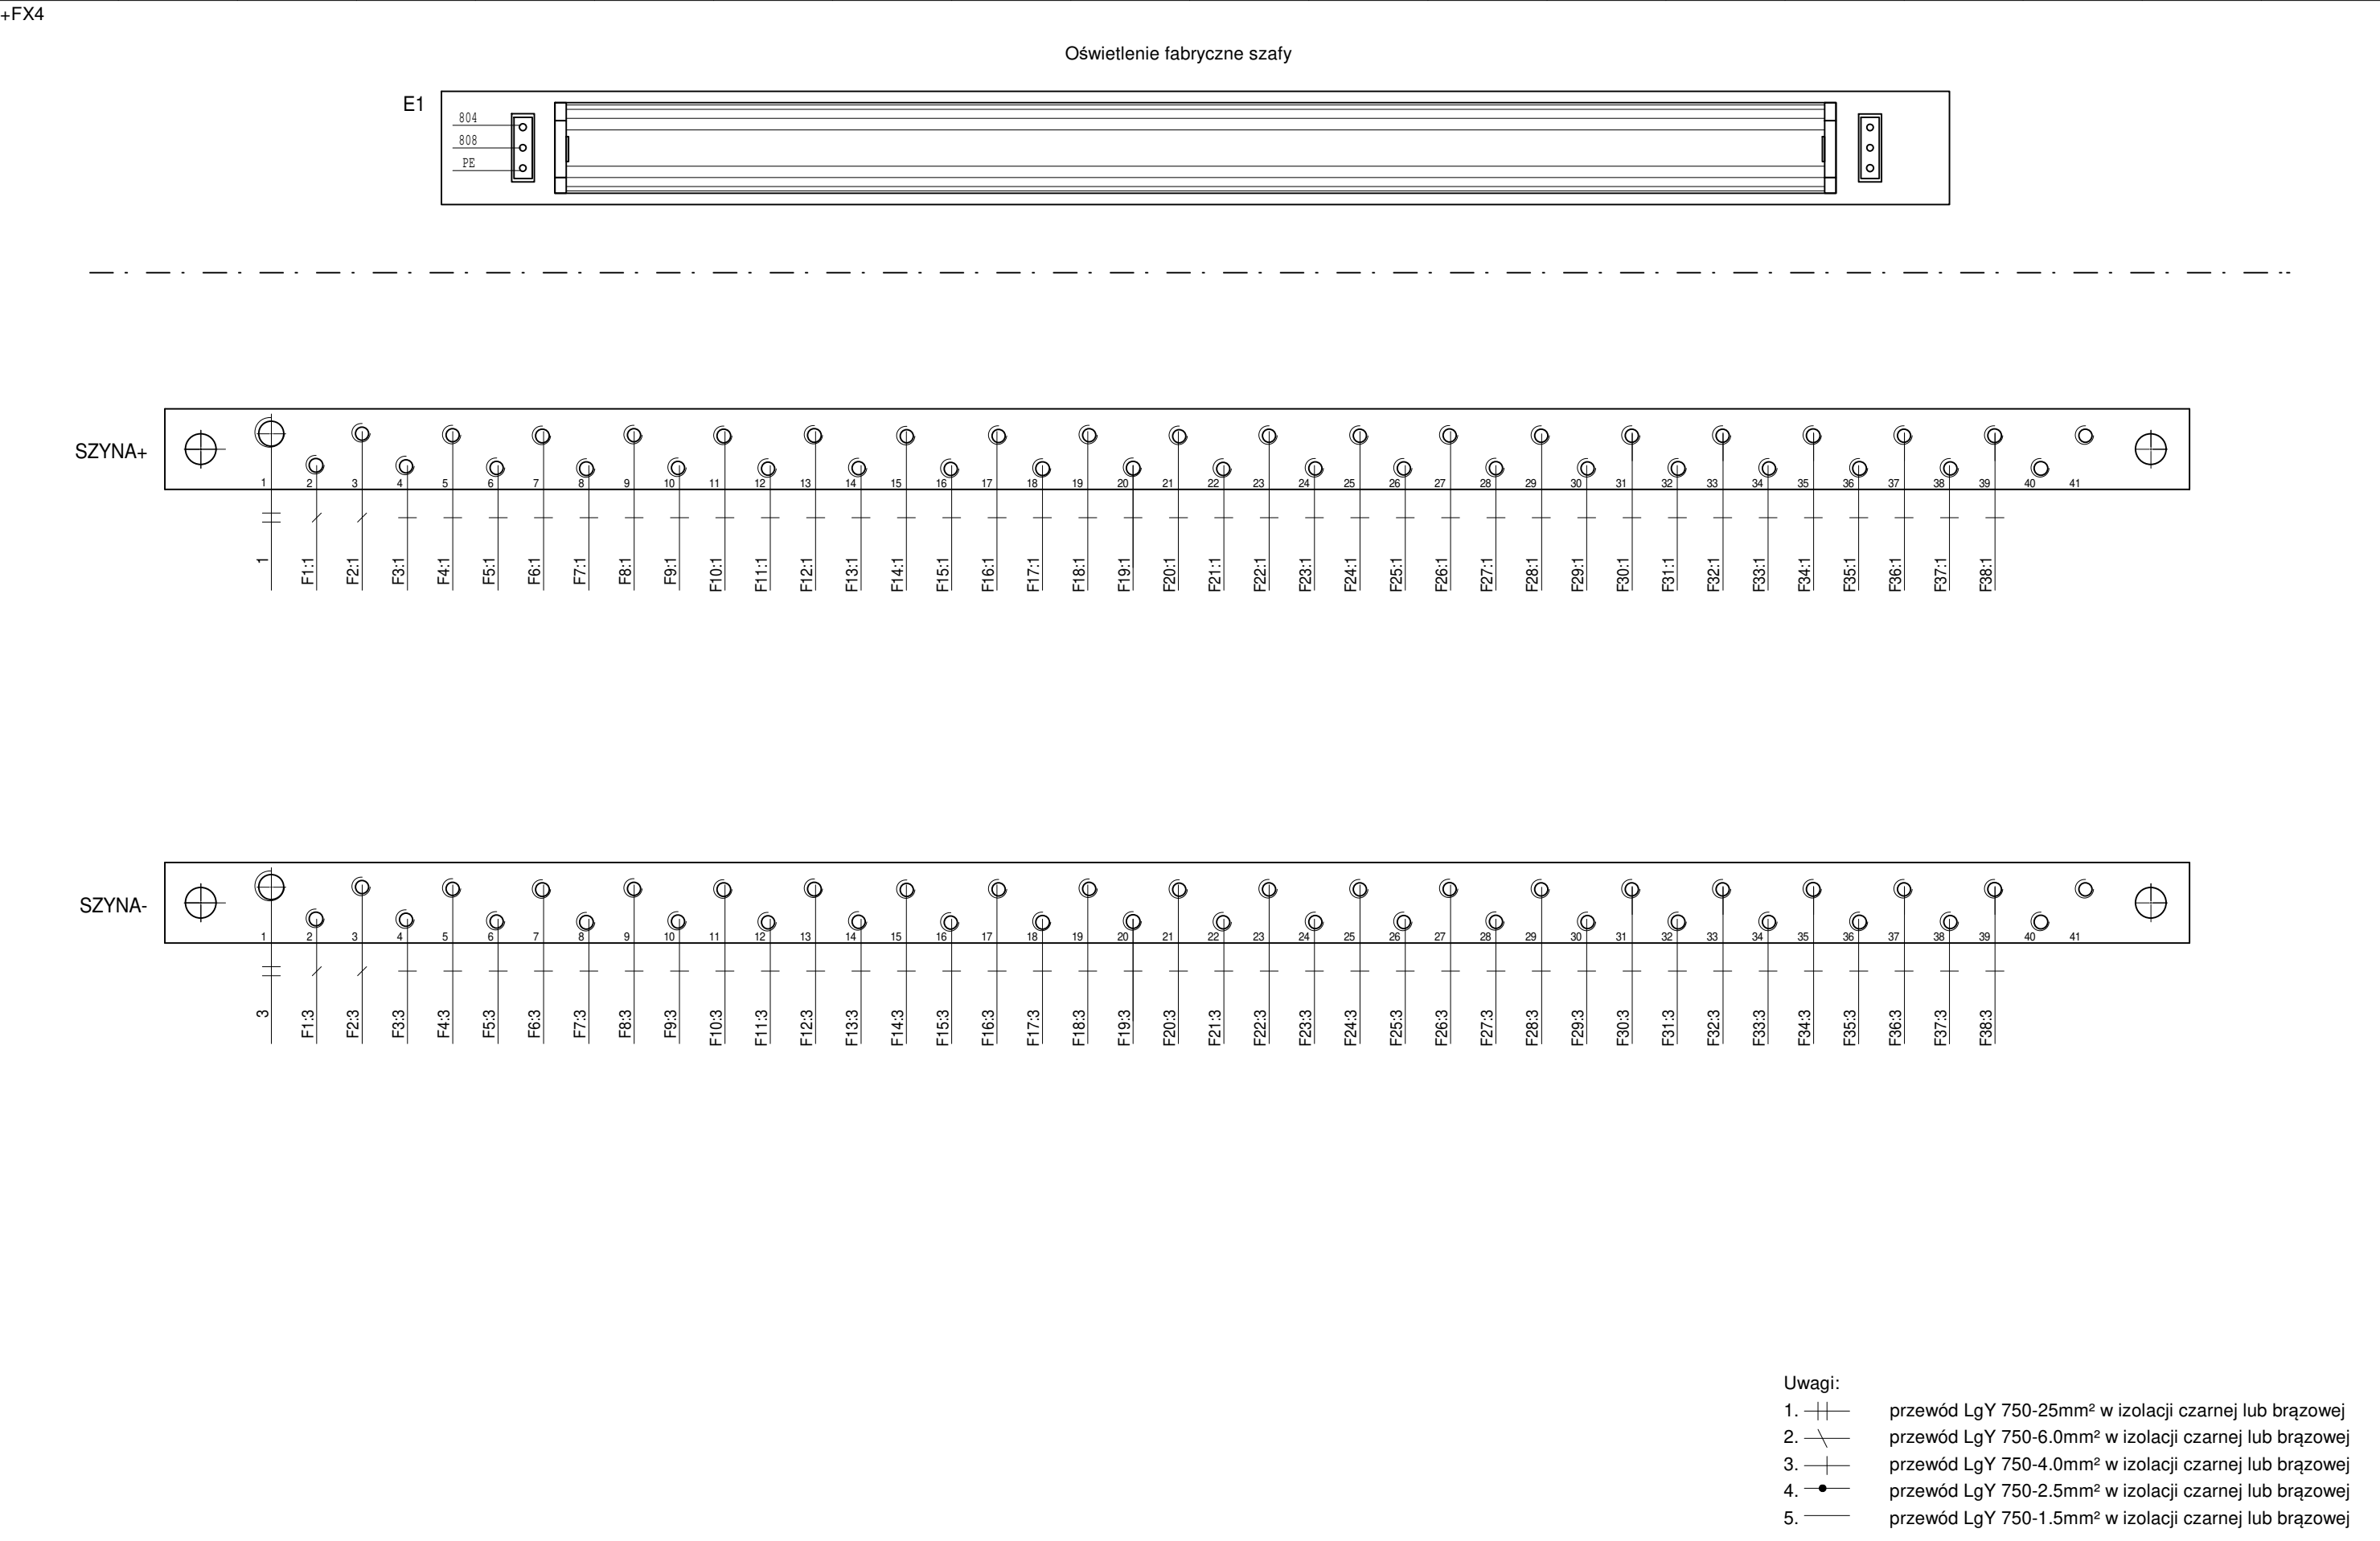 +FX4
Oświetlenie fabryczne szafy
E1
804
808
PE
SZYNA+
1 2 3 4 5 6 7 8 9 10 11 12 13 14 15 16 17 18 19 20 21 22 23 24 25 26 27 28 29 30 31 32 33 34 35 36 37 38 39 40 41
1 F1:1 F2:1 F3:1 F4:1 F5:1 F6:1 F7:1 F8:1 F9:1 F10:1 F11:1 F12:1 F13:1 F14:1 F15:1 F16:1 F17:1 F18:1 F19:1 F20:1 F21:1 F22:1 F23:1 F24:1 F25:1 F26:1 F27:1 F28:1 F29:1 F30:1 F31:1 F32:1 F33:1 F34:1 F35:1 F36:1 F37:1 F38:1
SZYNA-
1 2 3 4 5 6 7 8 9 10 11 12 13 14 15 16 17 18 19 20 21 22 23 24 25 26 27 28 29 30 31 32 33 34 35 36 37 38 39 40 41
3 F1:3 F2:3 F3:3 F4:3 F5:3 F6:3 F7:3 F8:3 F9:3 F10:3 F11:3 F12:3 F13:3 F14:3 F15:3 F16:3 F17:3 F18:3 F19:3 F20:3 F21:3 F22:3 F23:3 F24:3 F25:3 F26:3 F27:3 F28:3 F29:3 F30:3 F31:3 F32:3 F33:3 F34:3 F35:3 F36:3 F37:3 F38:3
Uwagi:
1. przewód LgY 750-25mm² w izolacji czarnej lub brązowej
2. przewód LgY 750-6.0mm² w izolacji czarnej lub brązowej
3. przewód LgY 750-4.0mm² w izolacji czarnej lub brązowej
4. przewód LgY 750-2.5mm² w izolacji czarnej lub brązowej
5. przewód LgY 750-1.5mm² w izolacji czarnej lub brązowej